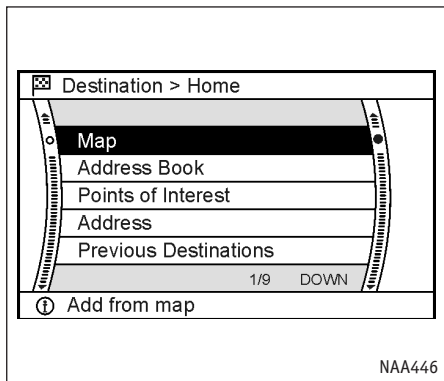 Destination > Home
Map
Address Book
Points of Interest
Address
Previous Destinations
1/9 DOWN
Add from map
NAA446